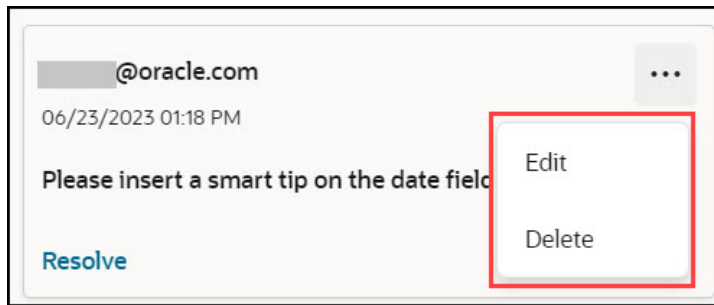 @oracle.com
...
06/23/2023 01:18 PM
Please insert a smart tip on the date field
Edit
Delete
Resolve